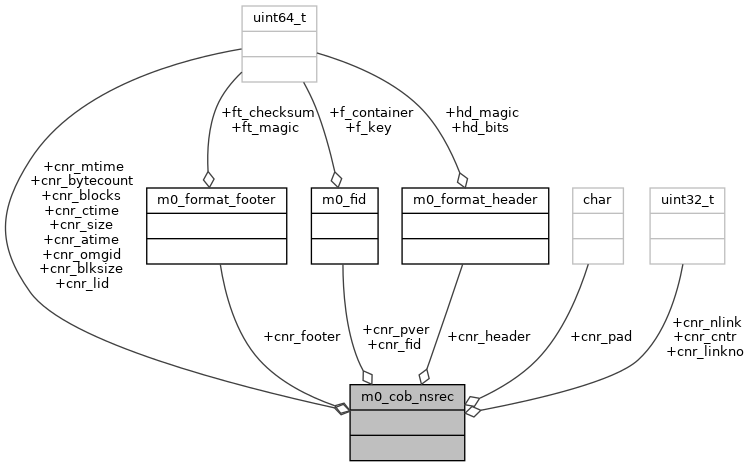 uint64_t
+ft_checksum
+ft_magic
+f_container
+f_key
+hd_magic
+hd_bits
+cnr_mtime
+cnr_bytecount
+cnr_blocks
+cnr_ctime
+cnr_size
+cnr_atime
+cnr_omgid
+cnr_blksize
+cnr_lid
m0_format_footer
m0_fid
m0_format_header
char
uint32_t
+cnr_footer
+cnr_pver
+cnr_fid
+cnr_header
+cnr_pad
+cnr_nlink
+cnr_cntr
+cnr_linkno
m0_cob_nsrec